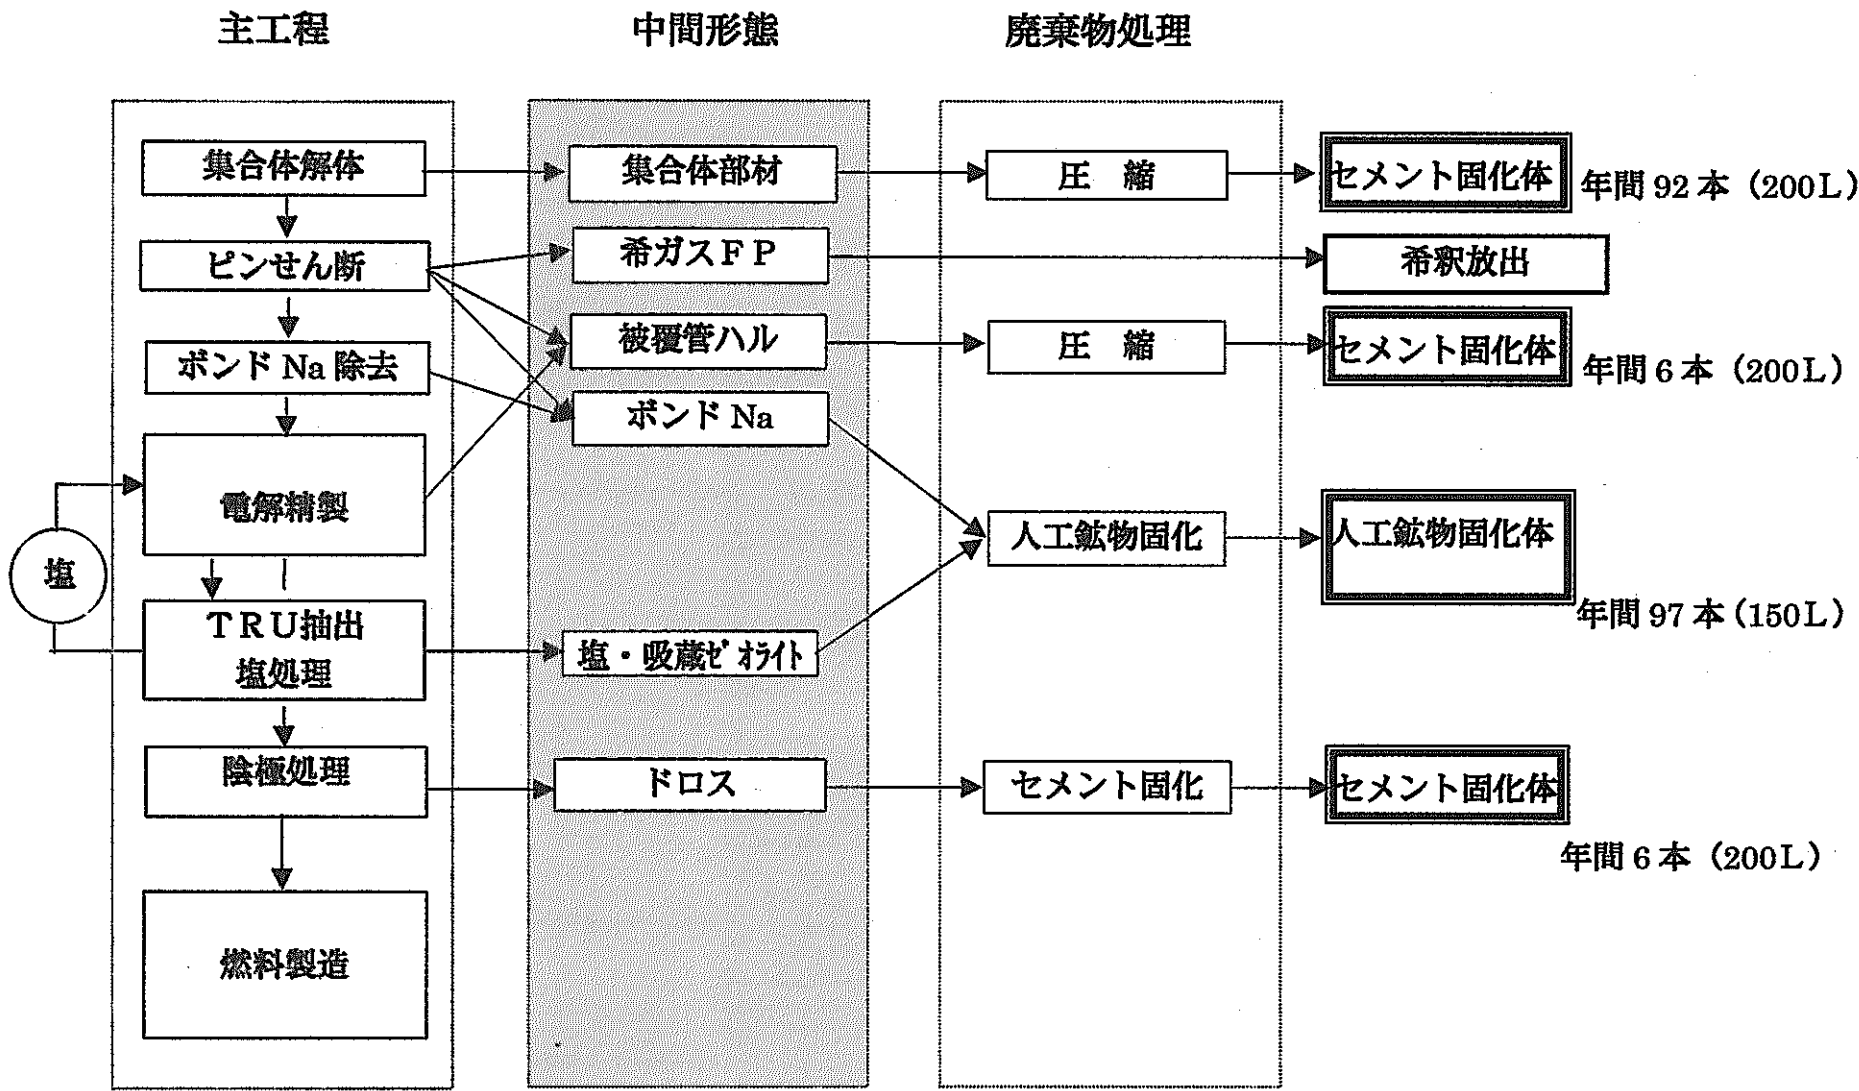 主工程
中間形態
廃棄物処理
集合体解体
集合体部材
圧 縮
セメント固化体
年間 92 本 (200L)
ピンせん断
希ガスFP
希釈放出
ボンド Na 除去
被覆管ハル
圧 縮
セメント固化体
年間 6 本 (200L)
ボンド Na
電解精製
人工鉱物固化
人工鉱物固化体
年間 97 本 (150L)
塩
TRU抽出
塩処理
塩・吸蔵ｾﾞｵﾗｲﾄ
陰極処理
ドロス
セメント固化
セメント固化体
年間 6 本 (200L)
燃料製造